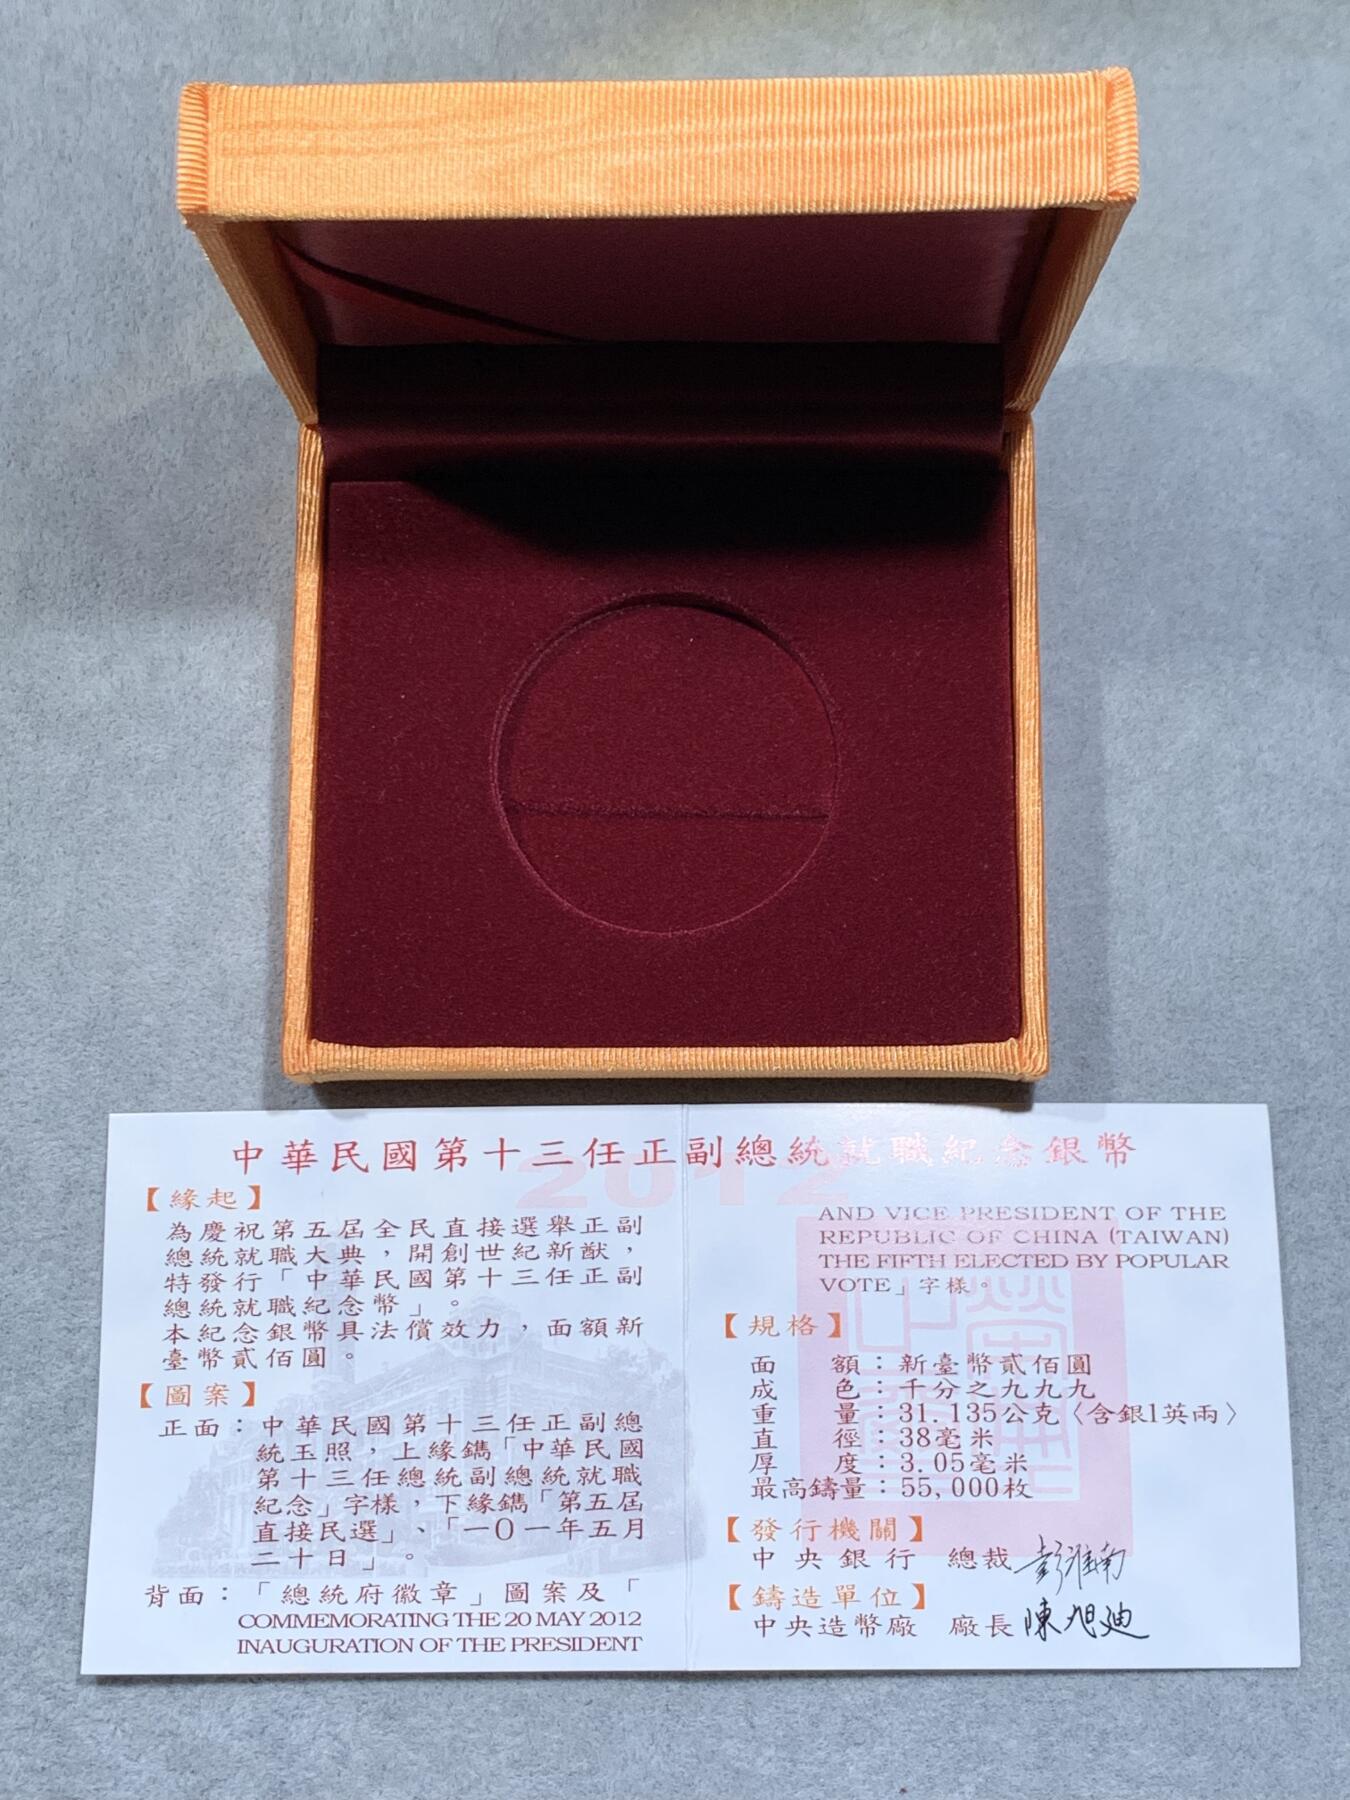 中華民國第十三任正副總統就職紀念銀幣
2012
【緣起】
為慶祝第五屆全民直接選舉正副
總統就職大典，開創世紀新猷，
特發行「中華民國第十三任正副
總統就職紀念幣」。
本紀念銀幣具法償效力，面額新
臺幣貳佰圓。
【圖案】
正面：中華民國第十三任正副總
統玉照，上緣鐫「中華民國
第十三任總統副總統就職
紀念」字樣，下緣鐫「第五屆
直接民選」、「一〇一年五月
二十日」。
背面：「總統府徽章」圖案及「
COMMEMORATING THE 20 MAY 2012
INAUGURATION OF THE PRESIDENT
AND VICE PRESIDENT OF THE
REPUBLIC OF CHINA (TAIWAN)
THE FIFTH ELECTED BY POPULAR
VOTE」字樣。
【規格】
面額：新臺幣貳佰圓
成色：千分之九九九
重量：31.135公克〈含銀1英兩〉
直徑：38毫米
厚度：3.05毫米
最高鑄量：55,000枚
【發行機關】
中央銀行 總裁 彭淮南
【鑄造單位】
中央造幣廠 廠長 陳旭迪